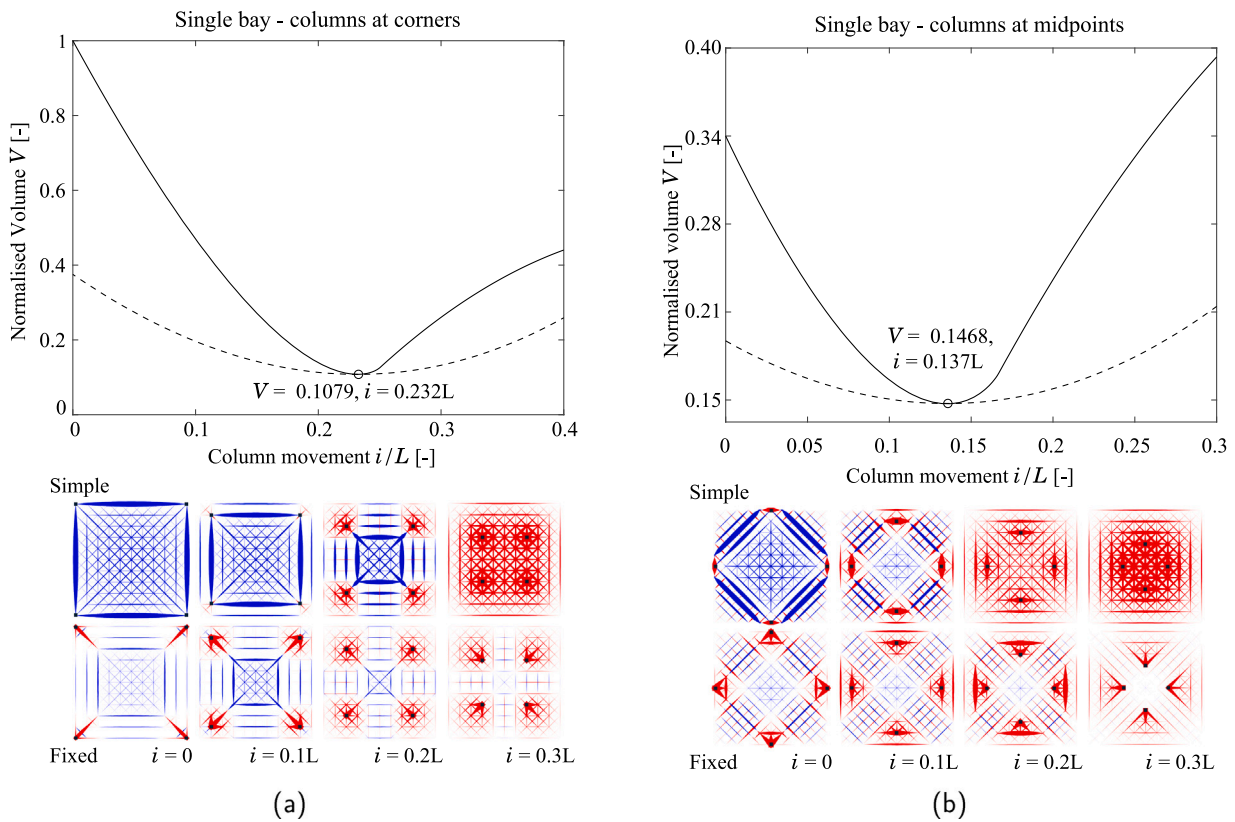 Single bay - columns at corners
1
0.8
0.6
0.4
0.2
0
Normalised Volume V [-]
V = 0.1079, i = 0.232L
0
0.1
0.2
0.3
0.4
Column movement i/L [-]
Simple
Fixed
i = 0
i = 0.1L
i = 0.2L
i = 0.3L
(a)
Single bay - columns at midpoints
0.40
0.34
0.28
0.21
0.15
Normalised volume V [-]
V = 0.1468,
i = 0.137L
0
0.05
0.1
0.15
0.2
0.25
0.3
Column movement i/L [-]
Simple
Fixed
i = 0
i = 0.1L
i = 0.2L
i = 0.3L
(b)